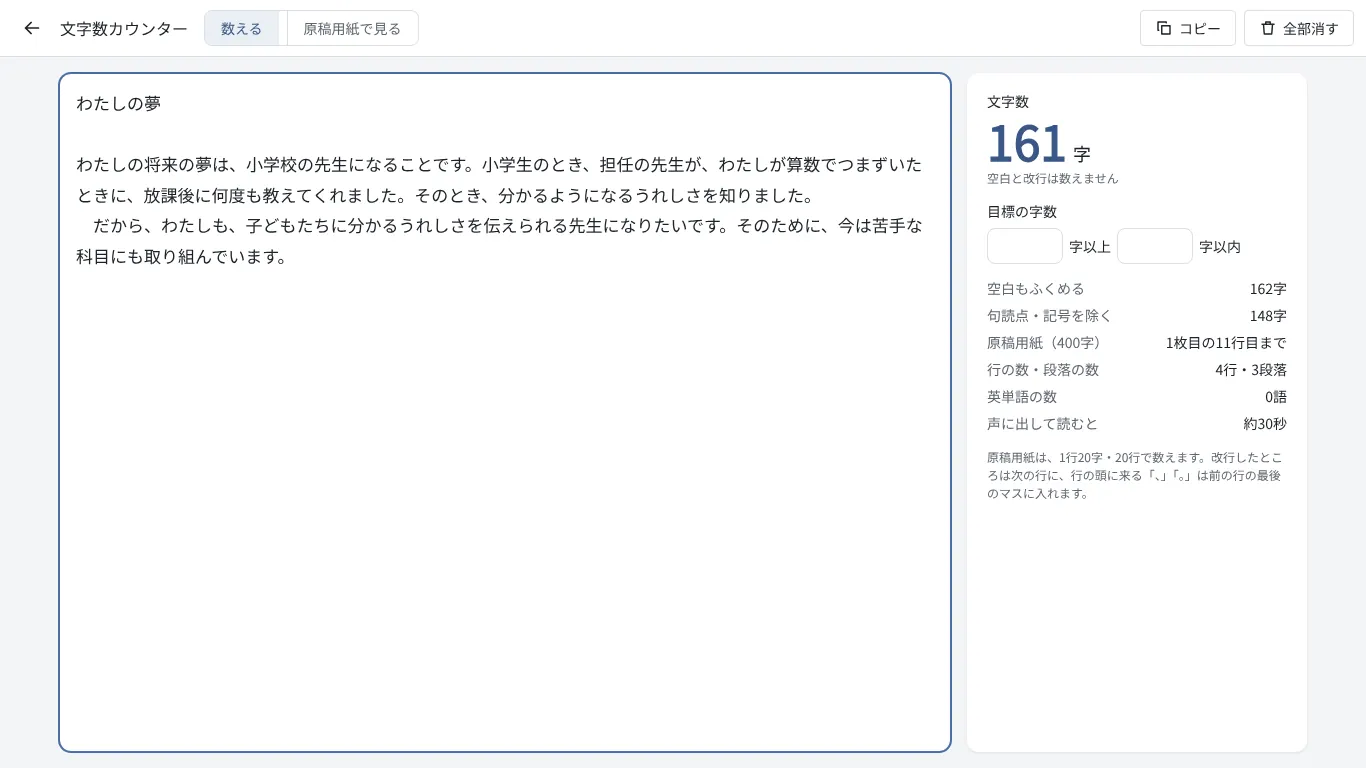 文字数カウンター
数える
原稿用紙で見る
コピー
全部消す
わたしの夢
わたしの将来の夢は、小学校の先生になることです。小学生のとき、担任の先生が、わたしが算数でつまずいた
ときに、放課後に何度も教えてくれました。そのとき、分かるようになるうれしさを知りました。
　だから、わたしも、子どもたちに分かるうれしさを伝えられる先生になりたいです。そのために、今は苦手な
科目にも取り組んでいます。
文字数
161 字
空白と改行は数えません
目標の字数
字以上 字以内
空白もふくめる 162字
句読点・記号を除く 148字
原稿用紙（400字） 1枚目の11行目まで
行の数・段落の数 4行・3段落
英単語の数 0語
声に出して読むと 約30秒
原稿用紙は、1行20字・20行で数えます。改行したとこ
ろは次の行に、行の頭に来る「、」「。」は前の行の最後
のマスに入れます。